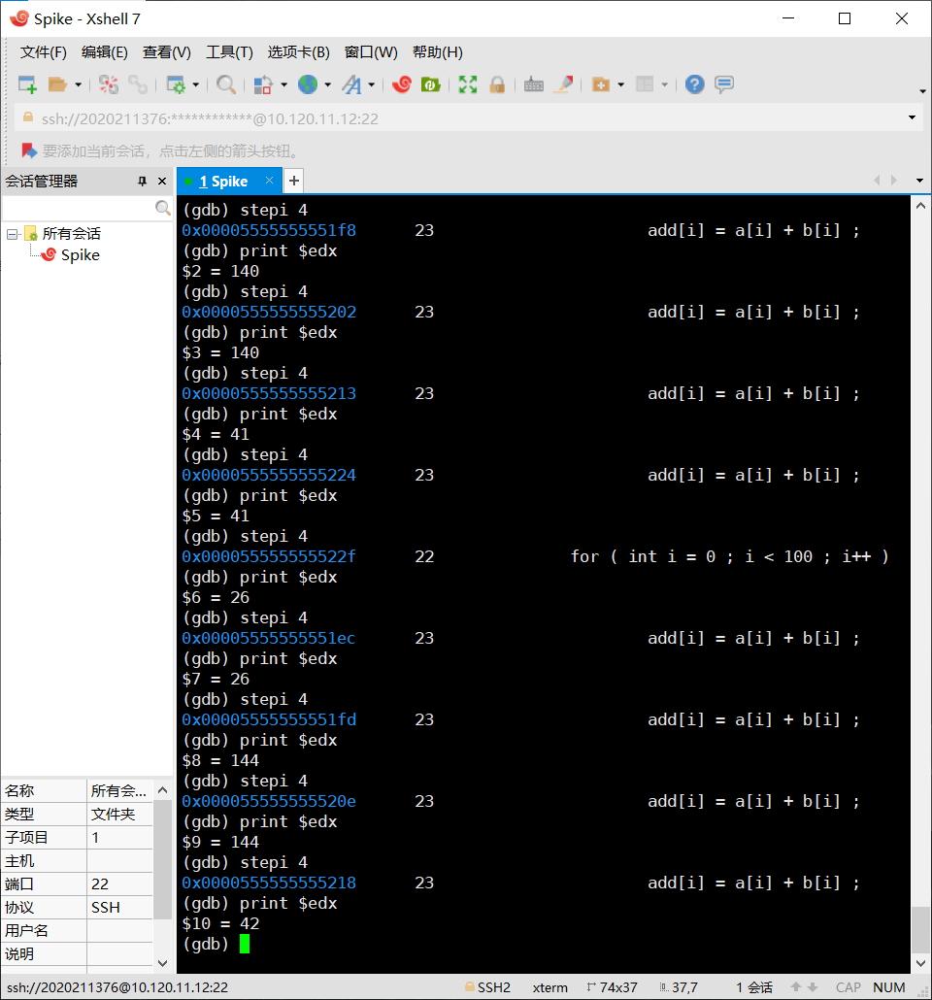 Spike - Xshell 7
文件(F) 编辑(E) 查看(V) 工具(T) 选项卡(B) 窗口(W) 帮助(H)
ssh://2020211376:************@10.120.11.12:22
要添加当前会话，点击左侧的箭头按钮。
会话管理器
1 Spike
所有会话
Spike
名称 所有会...
类型 文件夹
子项目 1
主机
端口 22
协议 SSH
用户名
说明
(gdb) stepi 4
0x00005555555551f8      23                      add[i] = a[i] + b[i] ;
(gdb) print $edx
$2 = 140
(gdb) stepi 4
0x0000555555555202      23                      add[i] = a[i] + b[i] ;
(gdb) print $edx
$3 = 140
(gdb) stepi 4
0x0000555555555213      23                      add[i] = a[i] + b[i] ;
(gdb) print $edx
$4 = 41
(gdb) stepi 4
0x0000555555555224      23                      add[i] = a[i] + b[i] ;
(gdb) print $edx
$5 = 41
(gdb) stepi 4
0x000055555555522f      22              for ( int i = 0 ; i < 100 ; i++ )
(gdb) print $edx
$6 = 26
(gdb) stepi 4
0x00005555555551ec      23                      add[i] = a[i] + b[i] ;
(gdb) print $edx
$7 = 26
(gdb) stepi 4
0x00005555555551fd      23                      add[i] = a[i] + b[i] ;
(gdb) print $edx
$8 = 144
(gdb) stepi 4
0x000055555555520e      23                      add[i] = a[i] + b[i] ;
(gdb) print $edx
$9 = 144
(gdb) stepi 4
0x0000555555555218      23                      add[i] = a[i] + b[i] ;
(gdb) print $edx
$10 = 42
(gdb)
ssh://2020211376@10.120.11.12:22 SSH2 xterm 74x37 37,7 1 会话 CAP NUM